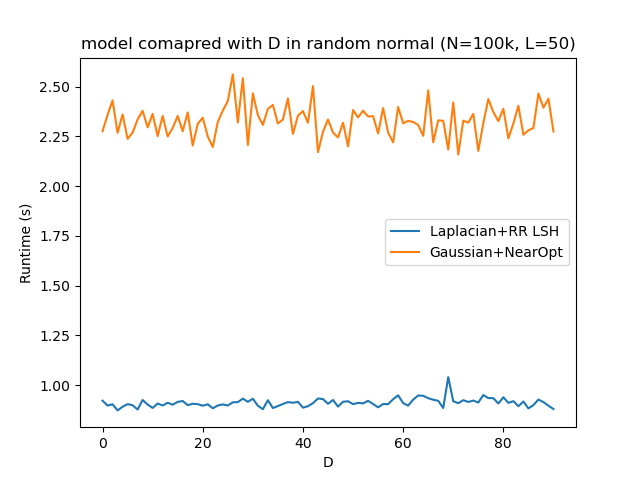 model comapred with D in random normal (N=100k, L=50)
2.50
2.25
2.00
1.75
1.50
1.25
1.00
Runtime (s)
Laplacian+RR LSH
Gaussian+NearOpt
0 20 40 60 80
D